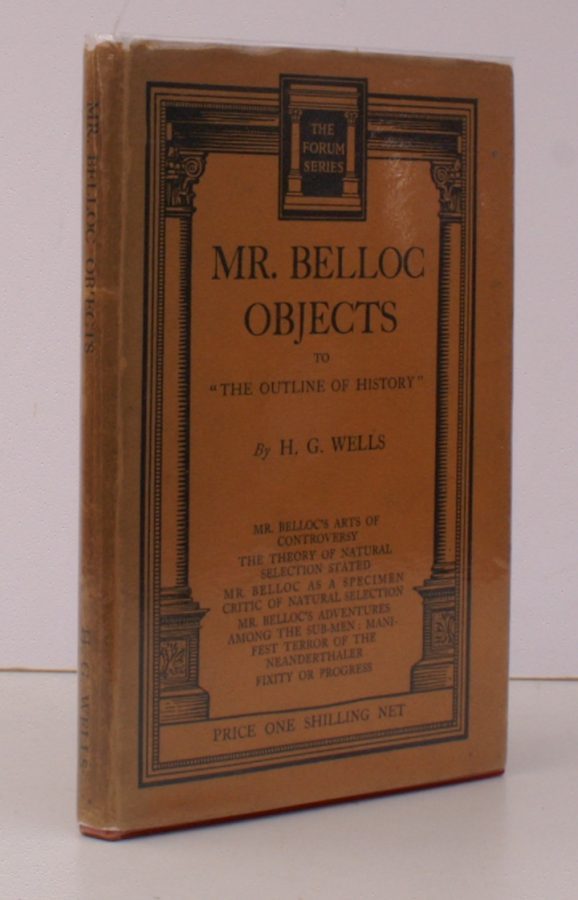 MR. BELLOC OBJECTS
H. G. WELLS
THE
FORUM
SERIES
MR. BELLOC
OBJECTS
TO
"THE OUTLINE OF HISTORY"
By H. G. WELLS
MR. BELLOC'S ARTS OF
CONTROVERSY
THE THEORY OF NATURAL
SELECTION STATED
MR. BELLOC AS A SPECIMEN
CRITIC OF NATURAL SELECTION
MR. BELLOC'S ADVENTURES
AMONG THE SUB-MEN: MANI-
FEST TERROR OF THE
NEANDERTHALER
FIXITY OR PROGRESS
PRICE ONE SHILLING NET